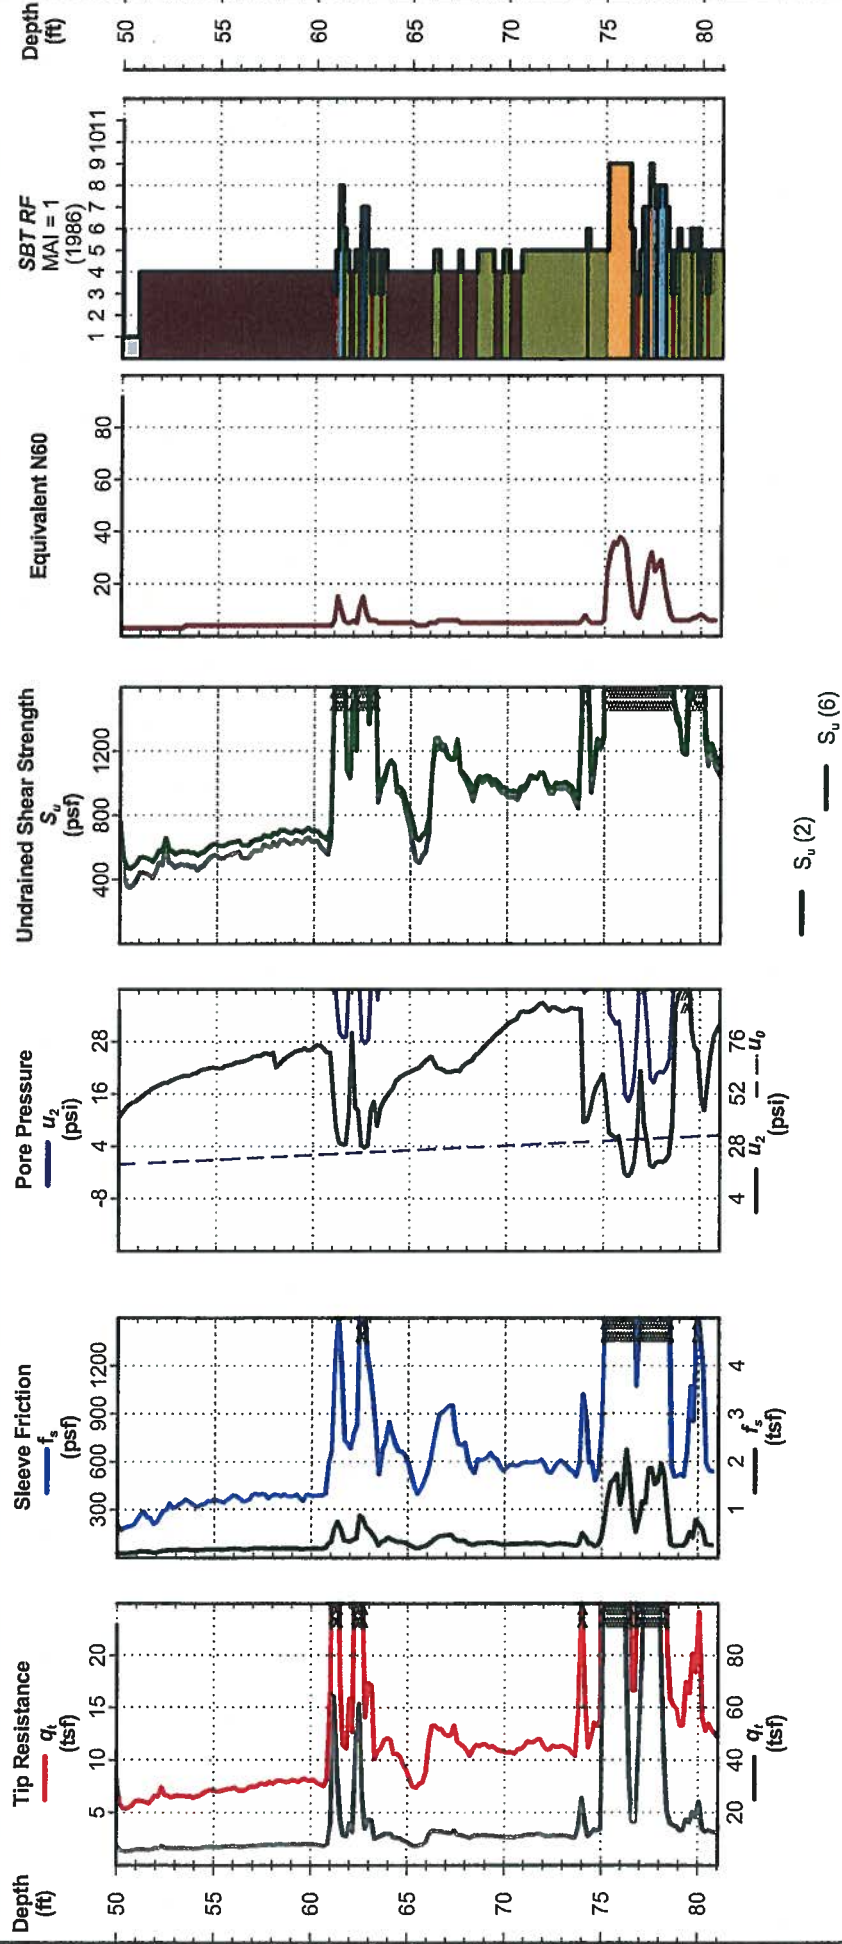 Depth
(ft)
50
55
60
65
70
75
80
Tip Resistance
qt
(tsf)
5
10
15
20
20
40
60
80
qt
(tsf)
Sleeve Friction
fs
(psf)
300
600
900
1200
1
2
3
4
fs
(tsf)
Pore Pressure
u2
(psi)
-8
4
16
28
4
28
52
76
u2
u0
(psi)
Undrained Shear Strength
Su
(psf)
400
800
1200
Su (2)
Su (6)
Equivalent N60
20
40
60
80
SBT RF
MAI = 1
(1986)
1 2 3 4 5 6 7 8 9 1011
Depth
(ft)
50
55
60
65
70
75
80